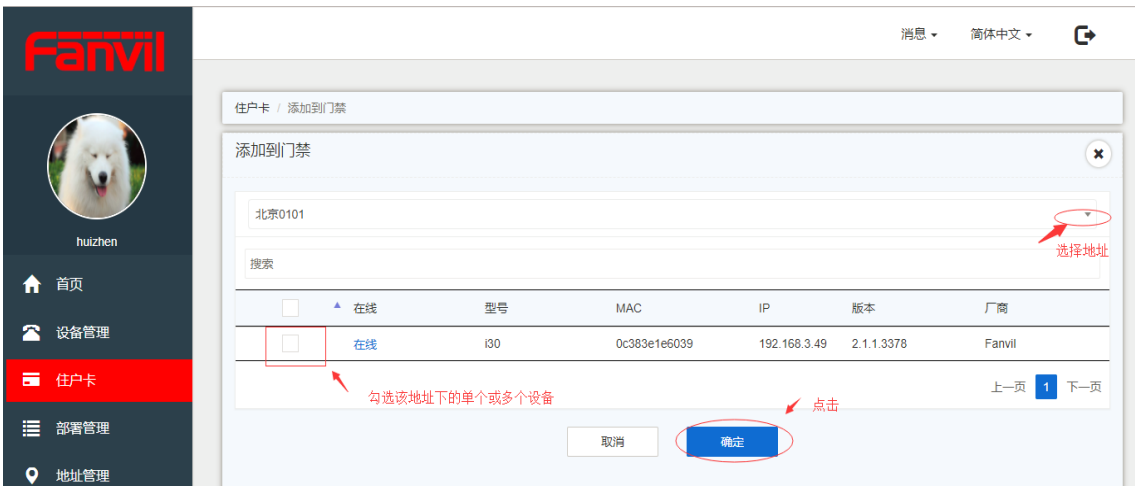 Fanvil
消息
简体中文
住户卡 / 添加到门禁
huizhen
首页
设备管理
住户卡
部署管理
地址管理
添加到门禁
北京0101
选择地址
搜索
在线 型号 MAC IP 版本 厂商
在线 i30 0c383e1e6039 192.168.3.49 2.1.1.3378 Fanvil
上一页 1 下一页
勾选该地址下的单个或多个设备
点击
取消 确定